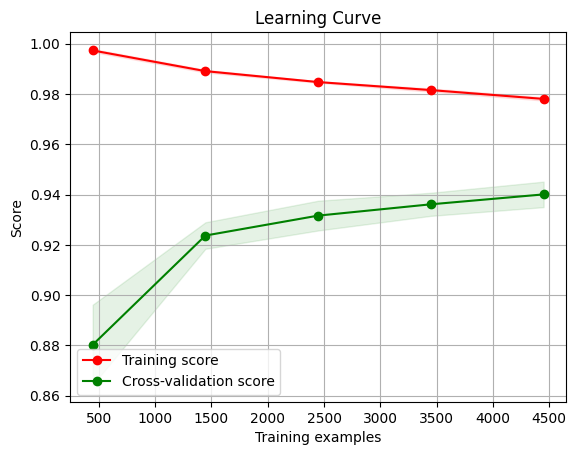 Learning Curve
1.00
0.98
0.96
0.94
0.92
0.90
0.88
0.86
Score
Training score
Cross-validation score
500 1000 1500 2000 2500 3000 3500 4000 4500
Training examples